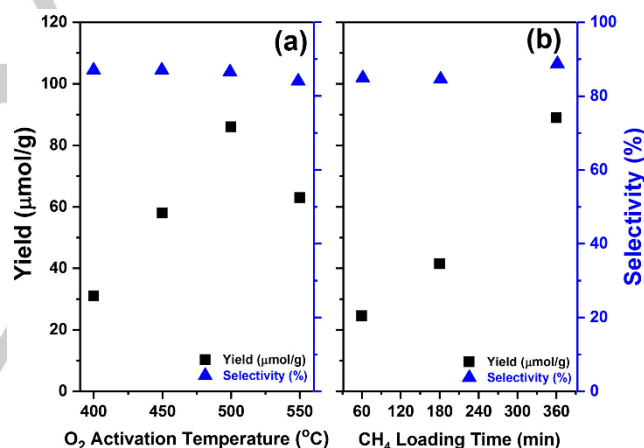 (a)
(b)
120
100
80
60
40
20
0
Yield (μmol/g)
Yield (μmol/g)
Selectivity (%)
400 450 500 550
O₂ Activation Temperature (°C)
Yield (μmol/g)
Selectivity (%)
60 120 180 240 300 360
CH₄ Loading Time (min)
100
80
60
40
20
0
Selectivity (%)